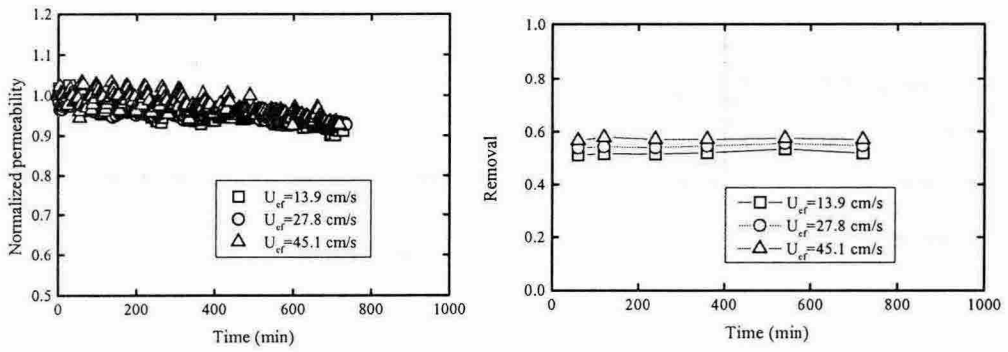 1.2
1.1
1.0
0.9
0.8
0.7
0.6
0.5
Normalized permeability
U_cf=13.9 cm/s
U_cf=27.8 cm/s
U_cf=45.1 cm/s
0 200 400 600 800 1000
Time (min)
1.0
0.8
0.6
0.4
0.2
0.0
Removal
U_cf=13.9 cm/s
U_cf=27.8 cm/s
U_cf=45.1 cm/s
0 200 400 600 800 1000
Time (min)